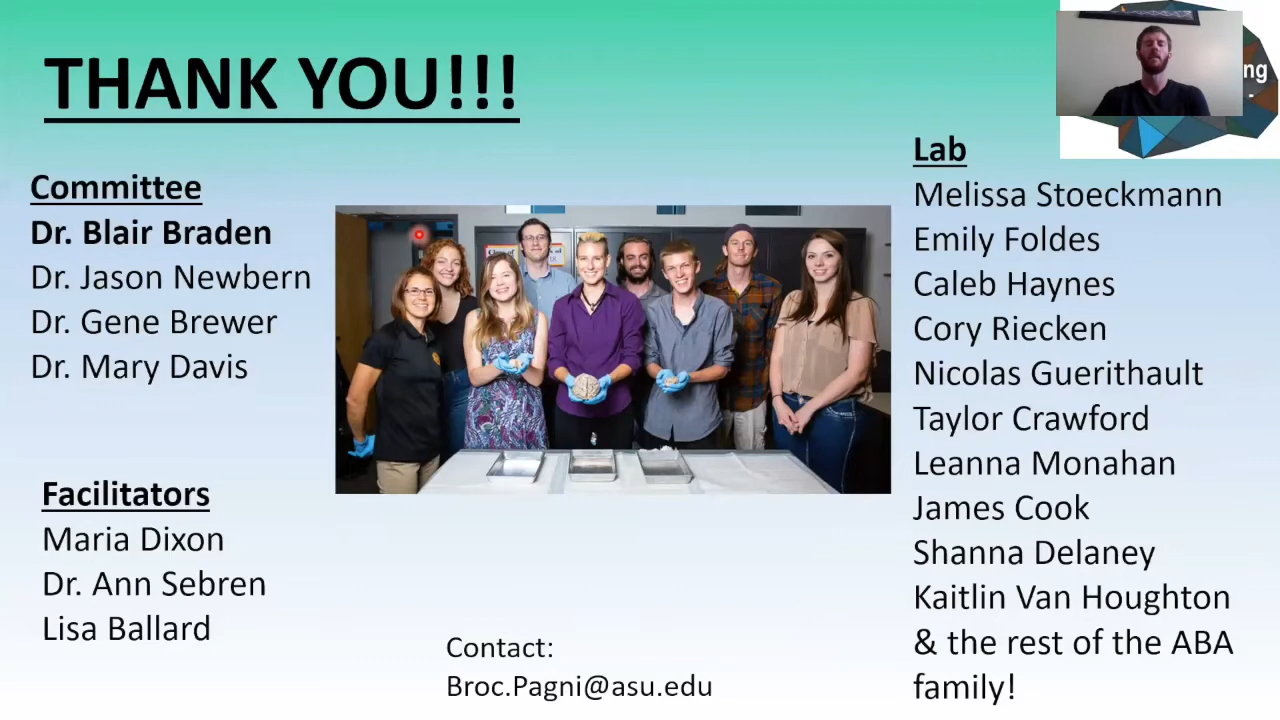 THANK YOU!!!
Committee
Dr. Blair Braden
Dr. Jason Newbern
Dr. Gene Brewer
Dr. Mary Davis
Facilitators
Maria Dixon
Dr. Ann Sebren
Lisa Ballard
Contact:
Broc.Pagni@asu.edu
Lab
Melissa Stoeckmann
Emily Foldes
Caleb Haynes
Cory Riecken
Nicolas Guerithault
Taylor Crawford
Leanna Monahan
James Cook
Shanna Delaney
Kaitlin Van Houghton
& the rest of the ABA
family!